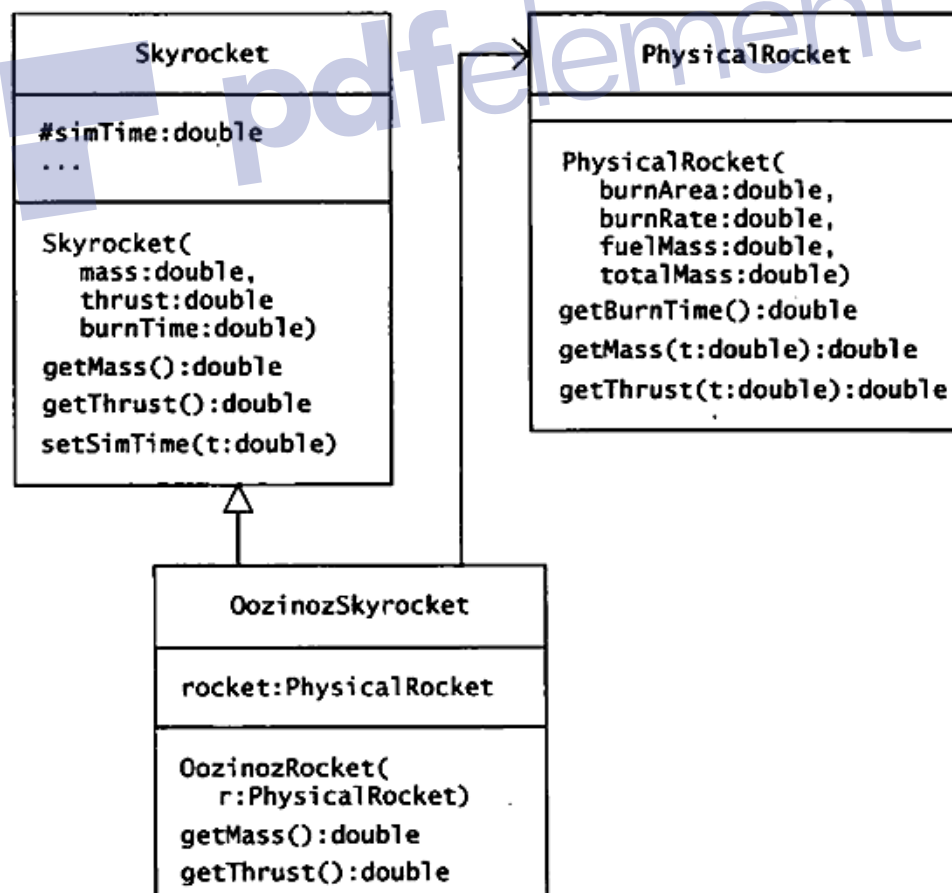 pdfelement
Skyrocket
#simTime:double
...
Skyrocket(
mass:double,
thrust:double
burnTime:double)
getMass():double
getThrust():double
setSimTime(t:double)
PhysicalRocket
PhysicalRocket(
burnArea:double,
burnRate:double,
fuelMass:double,
totalMass:double)
getBurnTime():double
getMass(t:double):double
getThrust(t:double):double
OozinozSkyrocket
rocket:PhysicalRocket
OozinozRocket(
r:PhysicalRocket)
getMass():double
getThrust():double